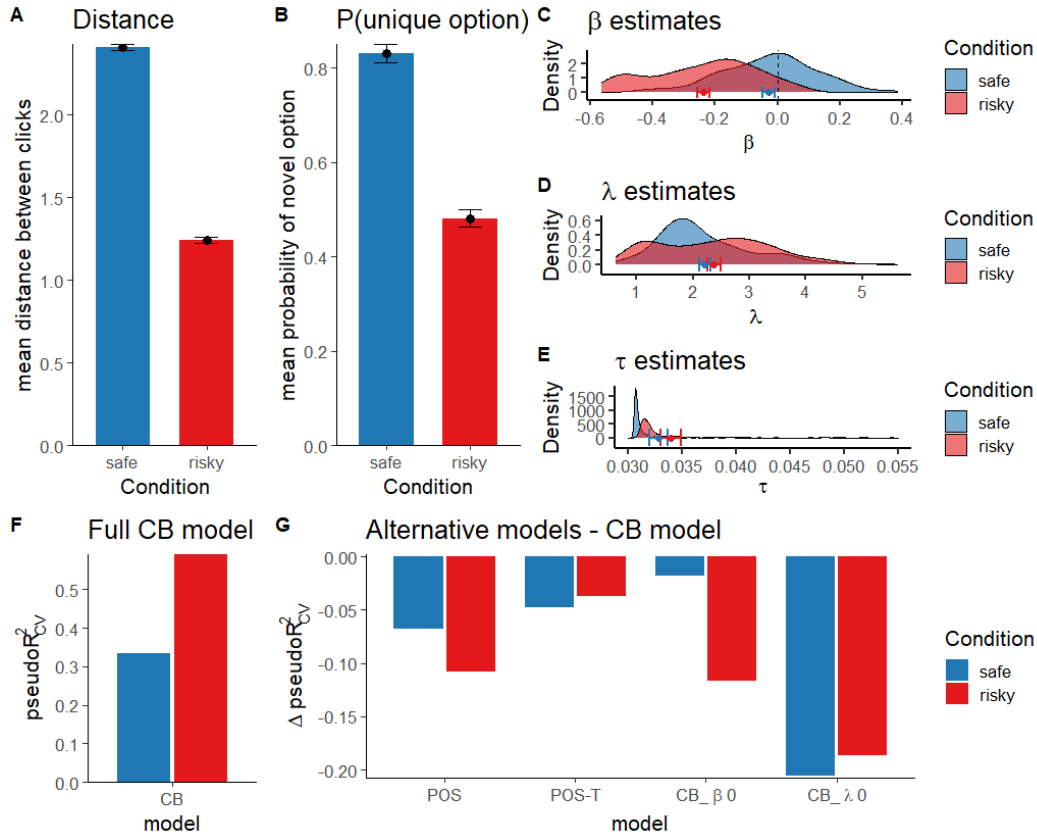 A Distance
mean distance between clicks
2.0
1.5
1.0
0.5
0.0
safe risky
Condition
B P(unique option)
mean probability of novel option
0.8
0.6
0.4
0.2
0.0
safe risky
Condition
C β estimates
Density
2
1
0
-0.6 -0.4 -0.2 0.0 0.2 0.4
β
Condition
safe
risky
D λ estimates
Density
0.6
0.4
0.2
0.0
1 2 3 4 5
λ
Condition
safe
risky
E τ estimates
Density
1500
1000
500
0
0.030 0.035 0.040 0.045 0.050 0.055
τ
Condition
safe
risky
F Full CB model
pseudoR²CV
0.5
0.4
0.3
0.2
0.1
0.0
CB
model
G Alternative models - CB model
Δ pseudoR²CV
0.00
-0.05
-0.10
-0.15
-0.20
POS POS-T CB_ β 0 CB_ λ 0
model
Condition
safe
risky